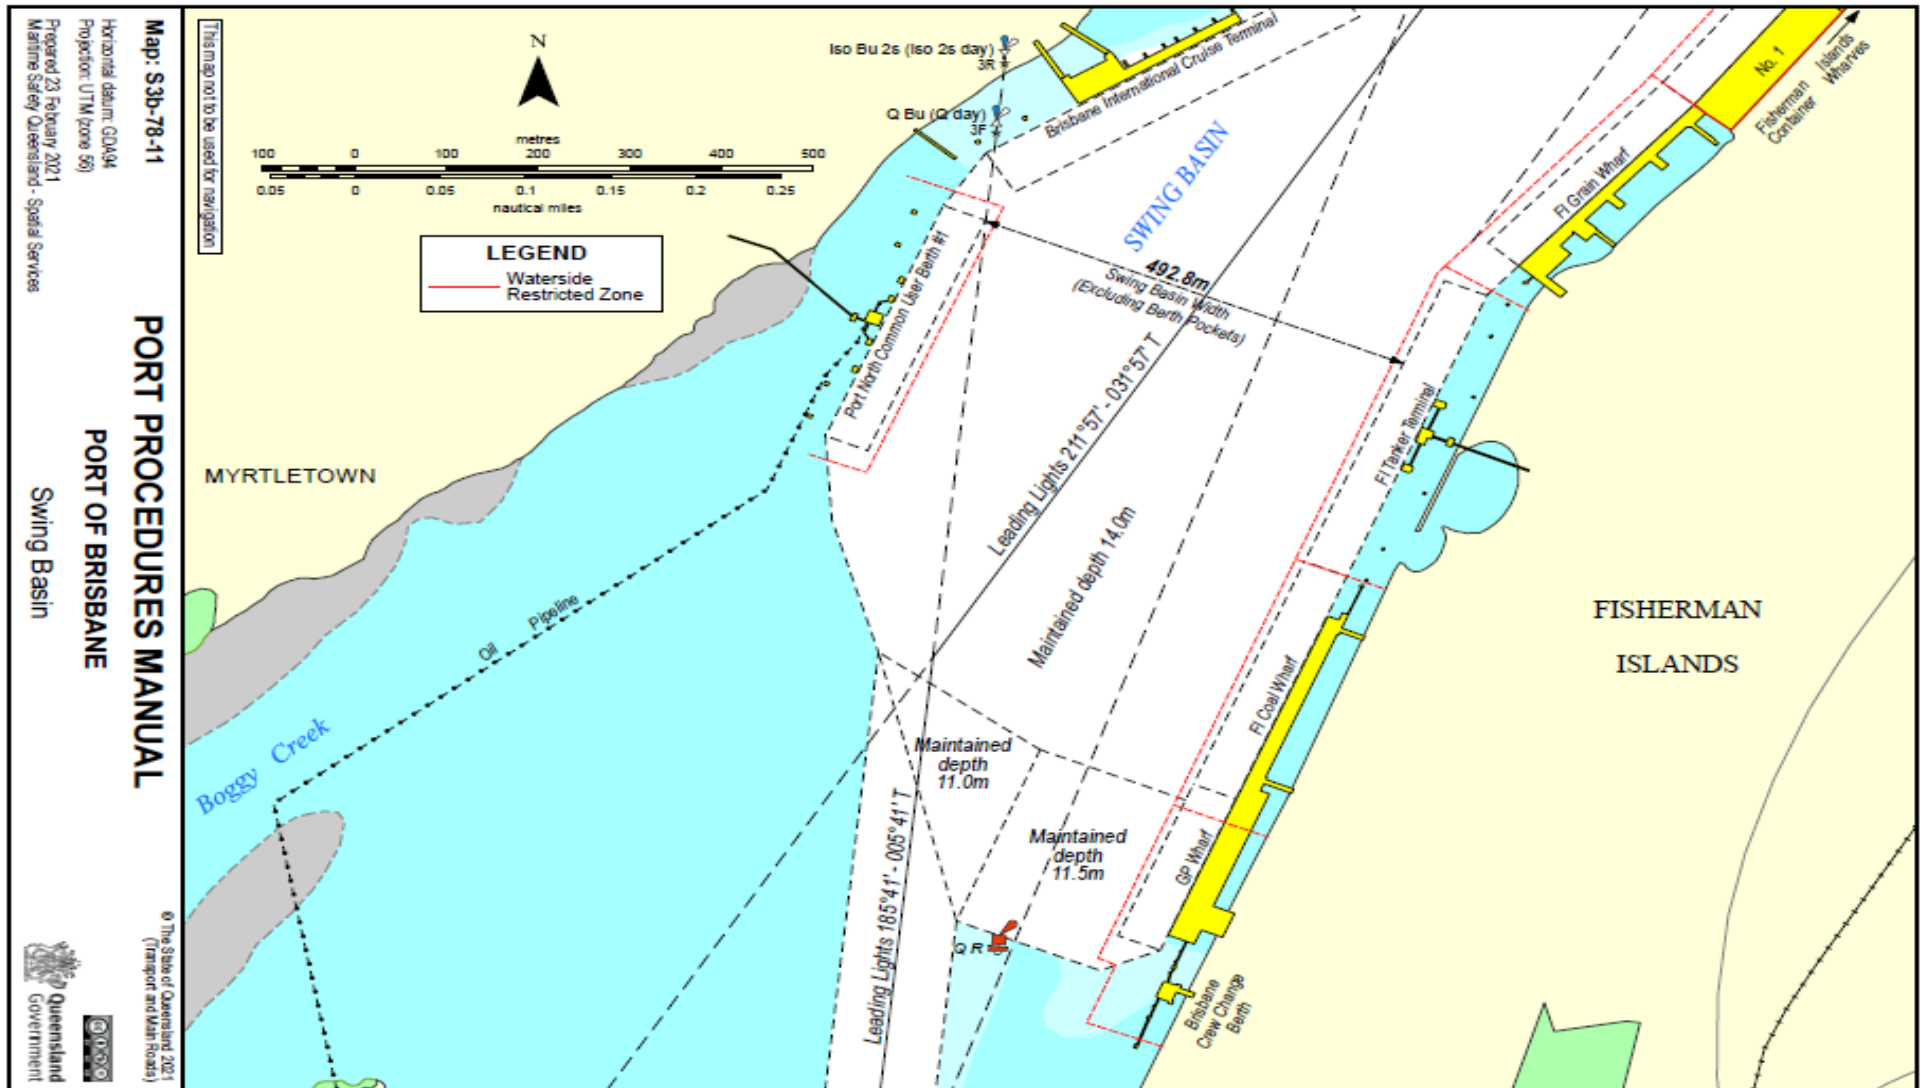 This map not to be used for navigation
Map: S3b-78-11
Horizontal datum: GDA94
Projection: UTM (zone 56)
Prepared 23 February 2021
Maritime Safety Queensland - Spatial Services
PORT PROCEDURES MANUAL
PORT OF BRISBANE
Swing Basin
© The State of Queensland 2021
(Transport and Main Roads)
Queensland
Government
N
metres
100 0 100 200 300 400 500
0.05 0 0.05 0.1 0.15 0.2 0.25
nautical miles
LEGEND
Waterside
Restricted Zone
Iso Bu 2s (Iso 2s day)
3R
Q Bu (Q day)
3F
Brisbane International Cruise Terminal
SWING BASIN
No. 1
Fisherman
Islands
Container
Wharves
FI Grain Wharf
492.8m
Swing Basin Width
(Excluding Berth Pockets)
Port North Common User Berth #1
Leading Lights 211°57' - 031°57' T
FI Tanker Terminal
MYRTLETOWN
Maintained depth 14.0m
Oil Pipeline
FISHERMAN
ISLANDS
FI Coal Wharf
Boggy Creek
Maintained
depth
11.0m
Maintained
depth
11.5m
GP Wharf
Leading Lights 185°41' - 005°41' T
Q R
Brisbane
Crew Change
Berth